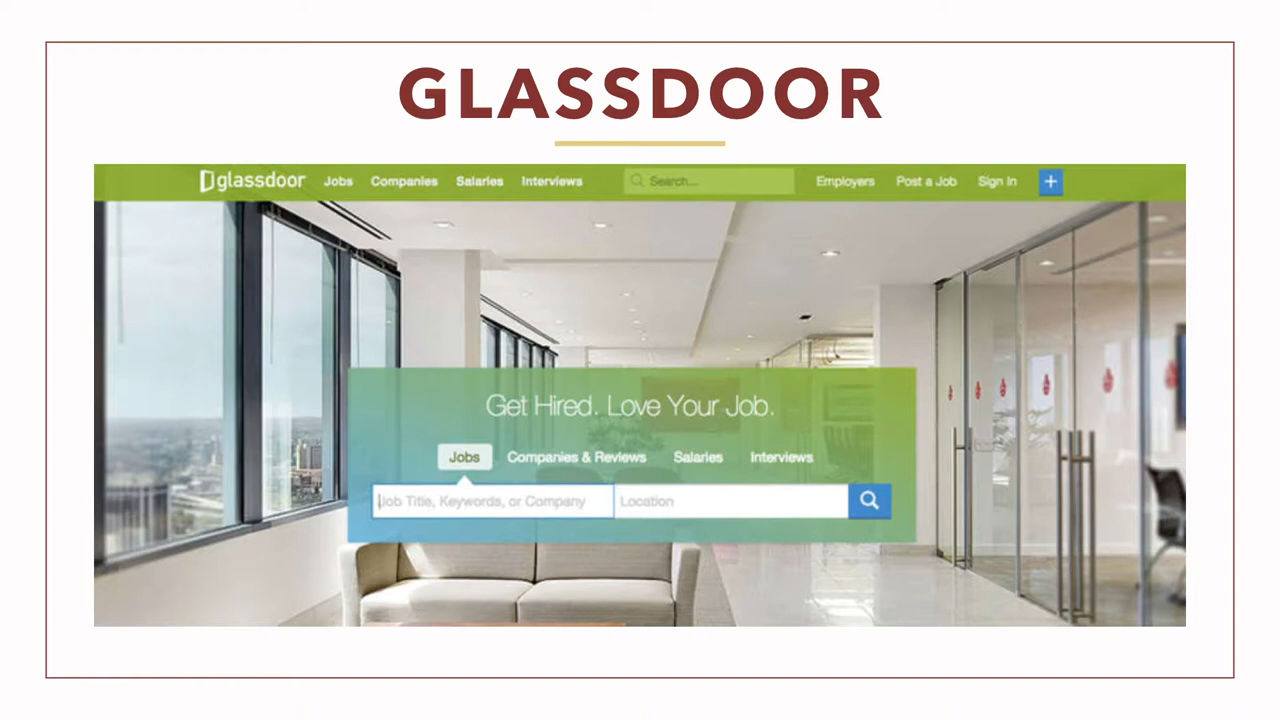 GLASSDOOR
glassdoor Jobs Companies Salaries Interviews Search... Employers Post a Job Sign In +
Get Hired. Love Your Job.
Jobs Companies & Reviews Salaries Interviews
Job Title, Keywords, or Company Location